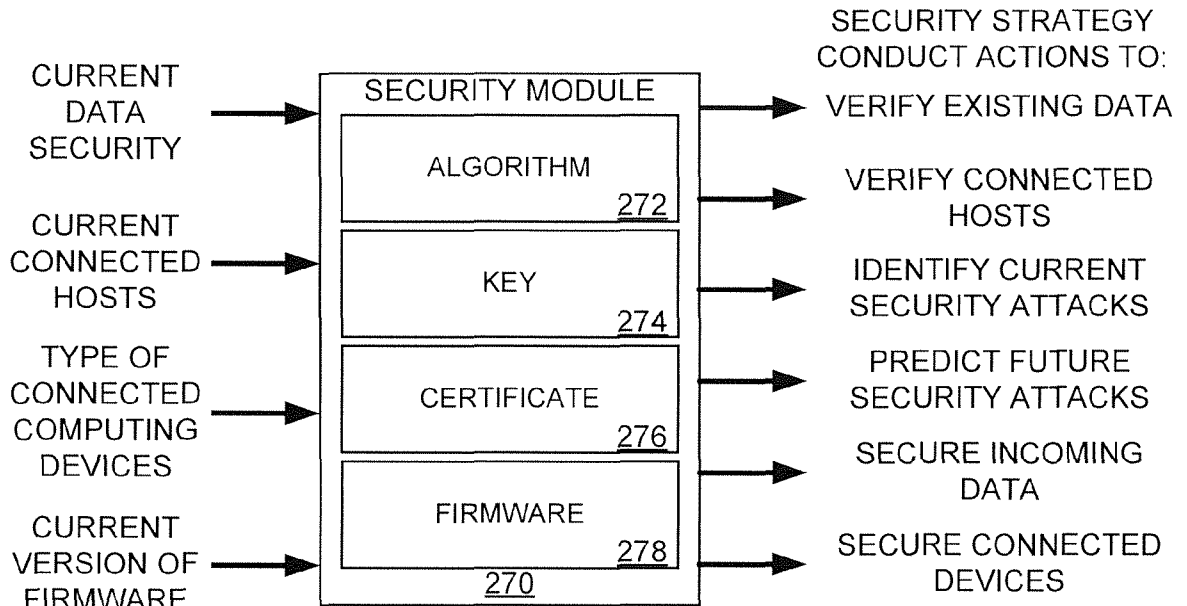 CURRENT
DATA
SECURITY
CURRENT
CONNECTED
HOSTS
TYPE OF
CONNECTED
COMPUTING
DEVICES
CURRENT
VERSION OF
FIRMWARE
SECURITY MODULE
ALGORITHM
272
KEY
274
CERTIFICATE
276
FIRMWARE
278
270
SECURITY STRATEGY
CONDUCT ACTIONS TO:
VERIFY EXISTING DATA
VERIFY CONNECTED
HOSTS
IDENTIFY CURRENT
SECURITY ATTACKS
PREDICT FUTURE
SECURITY ATTACKS
SECURE INCOMING
DATA
SECURE CONNECTED
DEVICES